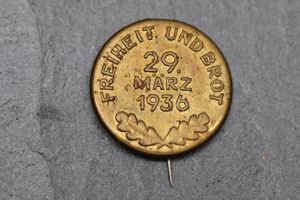 FREIHEIT UND BROT
29.
MÄRZ
1936